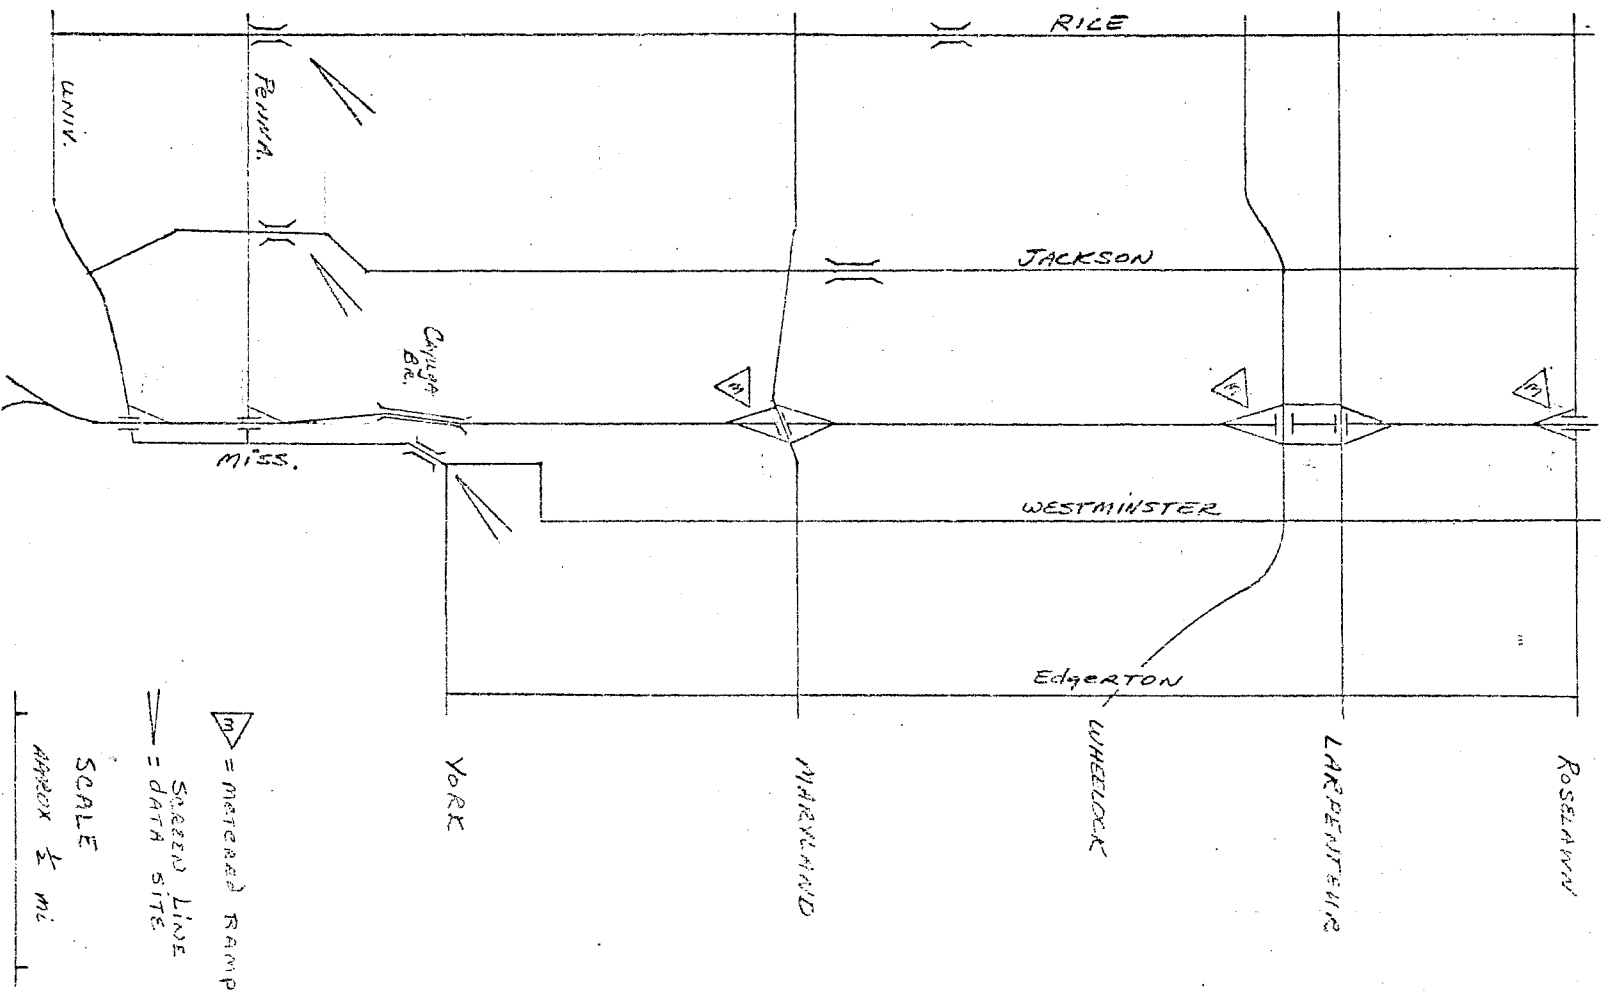 RICE
UNIV.
PENNA.
JACKSON
CAYUGA
BR.
M
M
M
MISS.
WESTMINSTER
EdgERTON
YORK
MARYLAND
WHEELOCK
LARPENTEUR
ROSELAWN
M = METERED RAMP
SCREEN LINE
= DATA SITE
SCALE
APPROX ½ mi